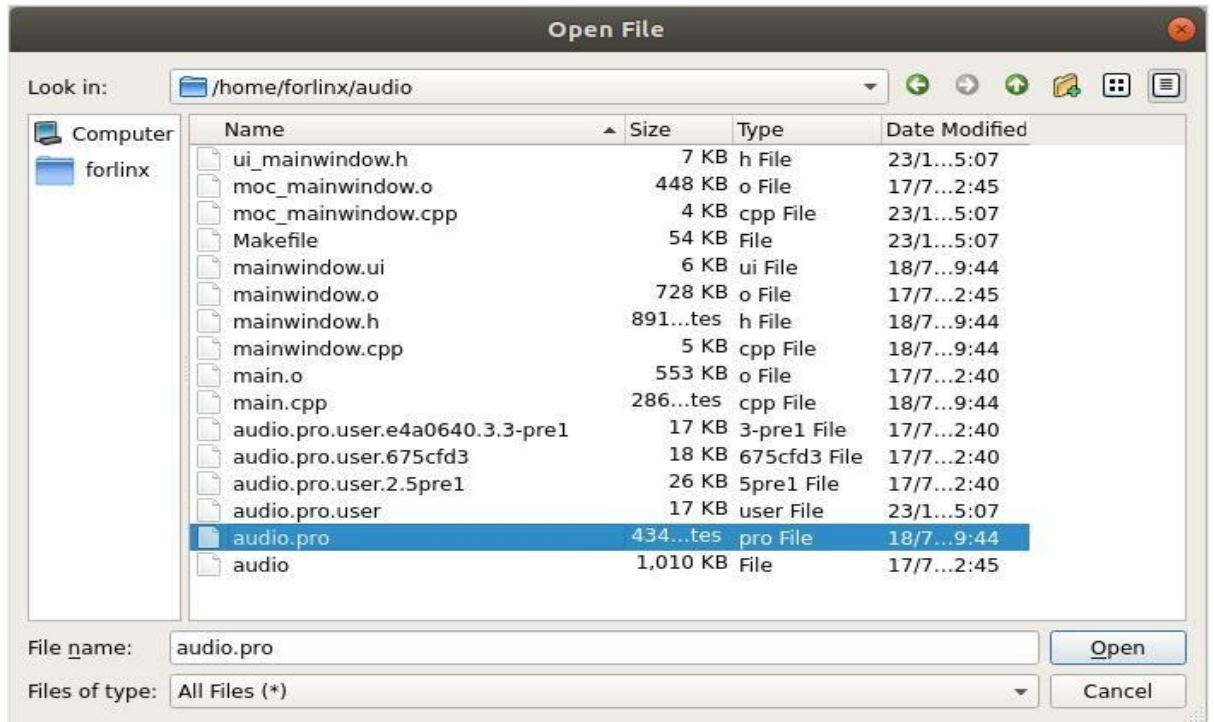 Open File
Look in: /home/forlinx/audio
Computer
forlinx
Name Size Type Date Modified
ui_mainwindow.h 7 KB h File 23/1...5:07
moc_mainwindow.o 448 KB o File 17/7...2:45
moc_mainwindow.cpp 4 KB cpp File 23/1...5:07
Makefile 54 KB File 23/1...5:07
mainwindow.ui 6 KB ui File 18/7...9:44
mainwindow.o 728 KB o File 17/7...2:45
mainwindow.h 891...tes h File 18/7...9:44
mainwindow.cpp 5 KB cpp File 18/7...9:44
main.o 553 KB o File 17/7...2:40
main.cpp 286...tes cpp File 18/7...9:44
audio.pro.user.e4a0640.3.3-pre1 17 KB 3-pre1 File 17/7...2:40
audio.pro.user.675cfd3 18 KB 675cfd3 File 17/7...2:40
audio.pro.user.2.5pre1 26 KB 5pre1 File 17/7...2:40
audio.pro.user 17 KB user File 23/1...5:07
audio.pro 434...tes pro File 18/7...9:44
audio 1,010 KB File 17/7...2:45
File name: audio.pro Open
Files of type: All Files (*) Cancel